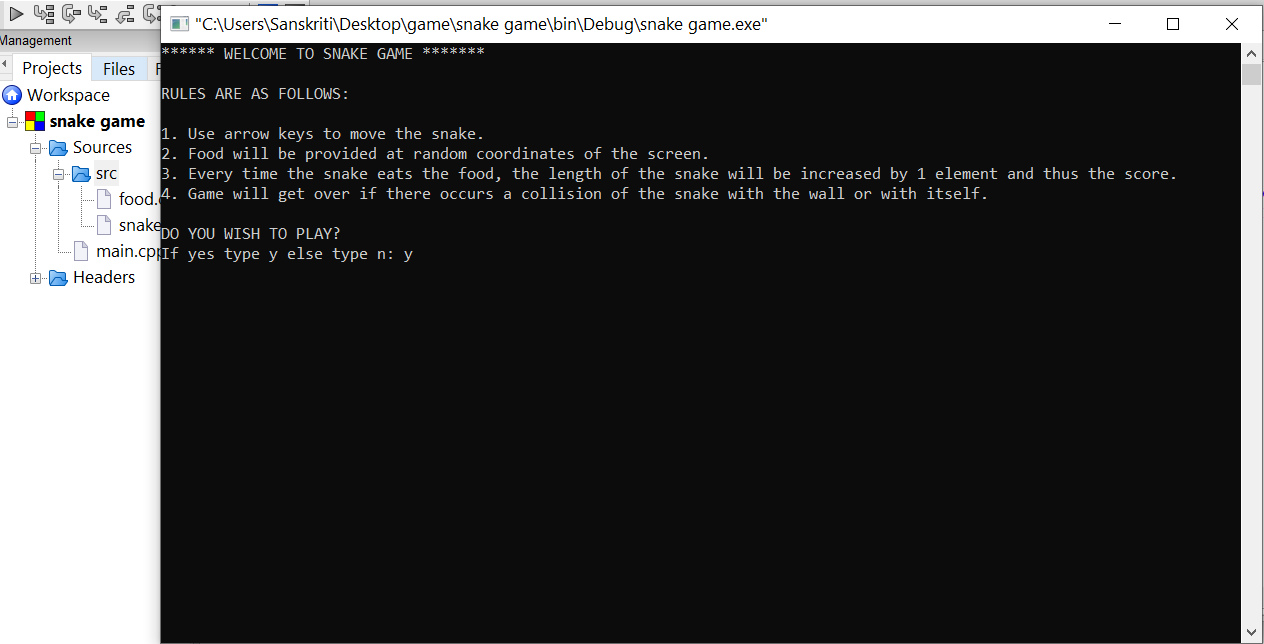 "C:\Users\Sanskriti\Desktop\game\snake game\bin\Debug\snake game.exe"
Management
Projects
Files
Workspace
snake game
Sources
src
food.
snake
main.cpp
Headers
****** WELCOME TO SNAKE GAME *******
RULES ARE AS FOLLOWS:
1. Use arrow keys to move the snake.
2. Food will be provided at random coordinates of the screen.
3. Every time the snake eats the food, the length of the snake will be increased by 1 element and thus the score.
4. Game will get over if there occurs a collision of the snake with the wall or with itself.
DO YOU WISH TO PLAY?
If yes type y else type n: y